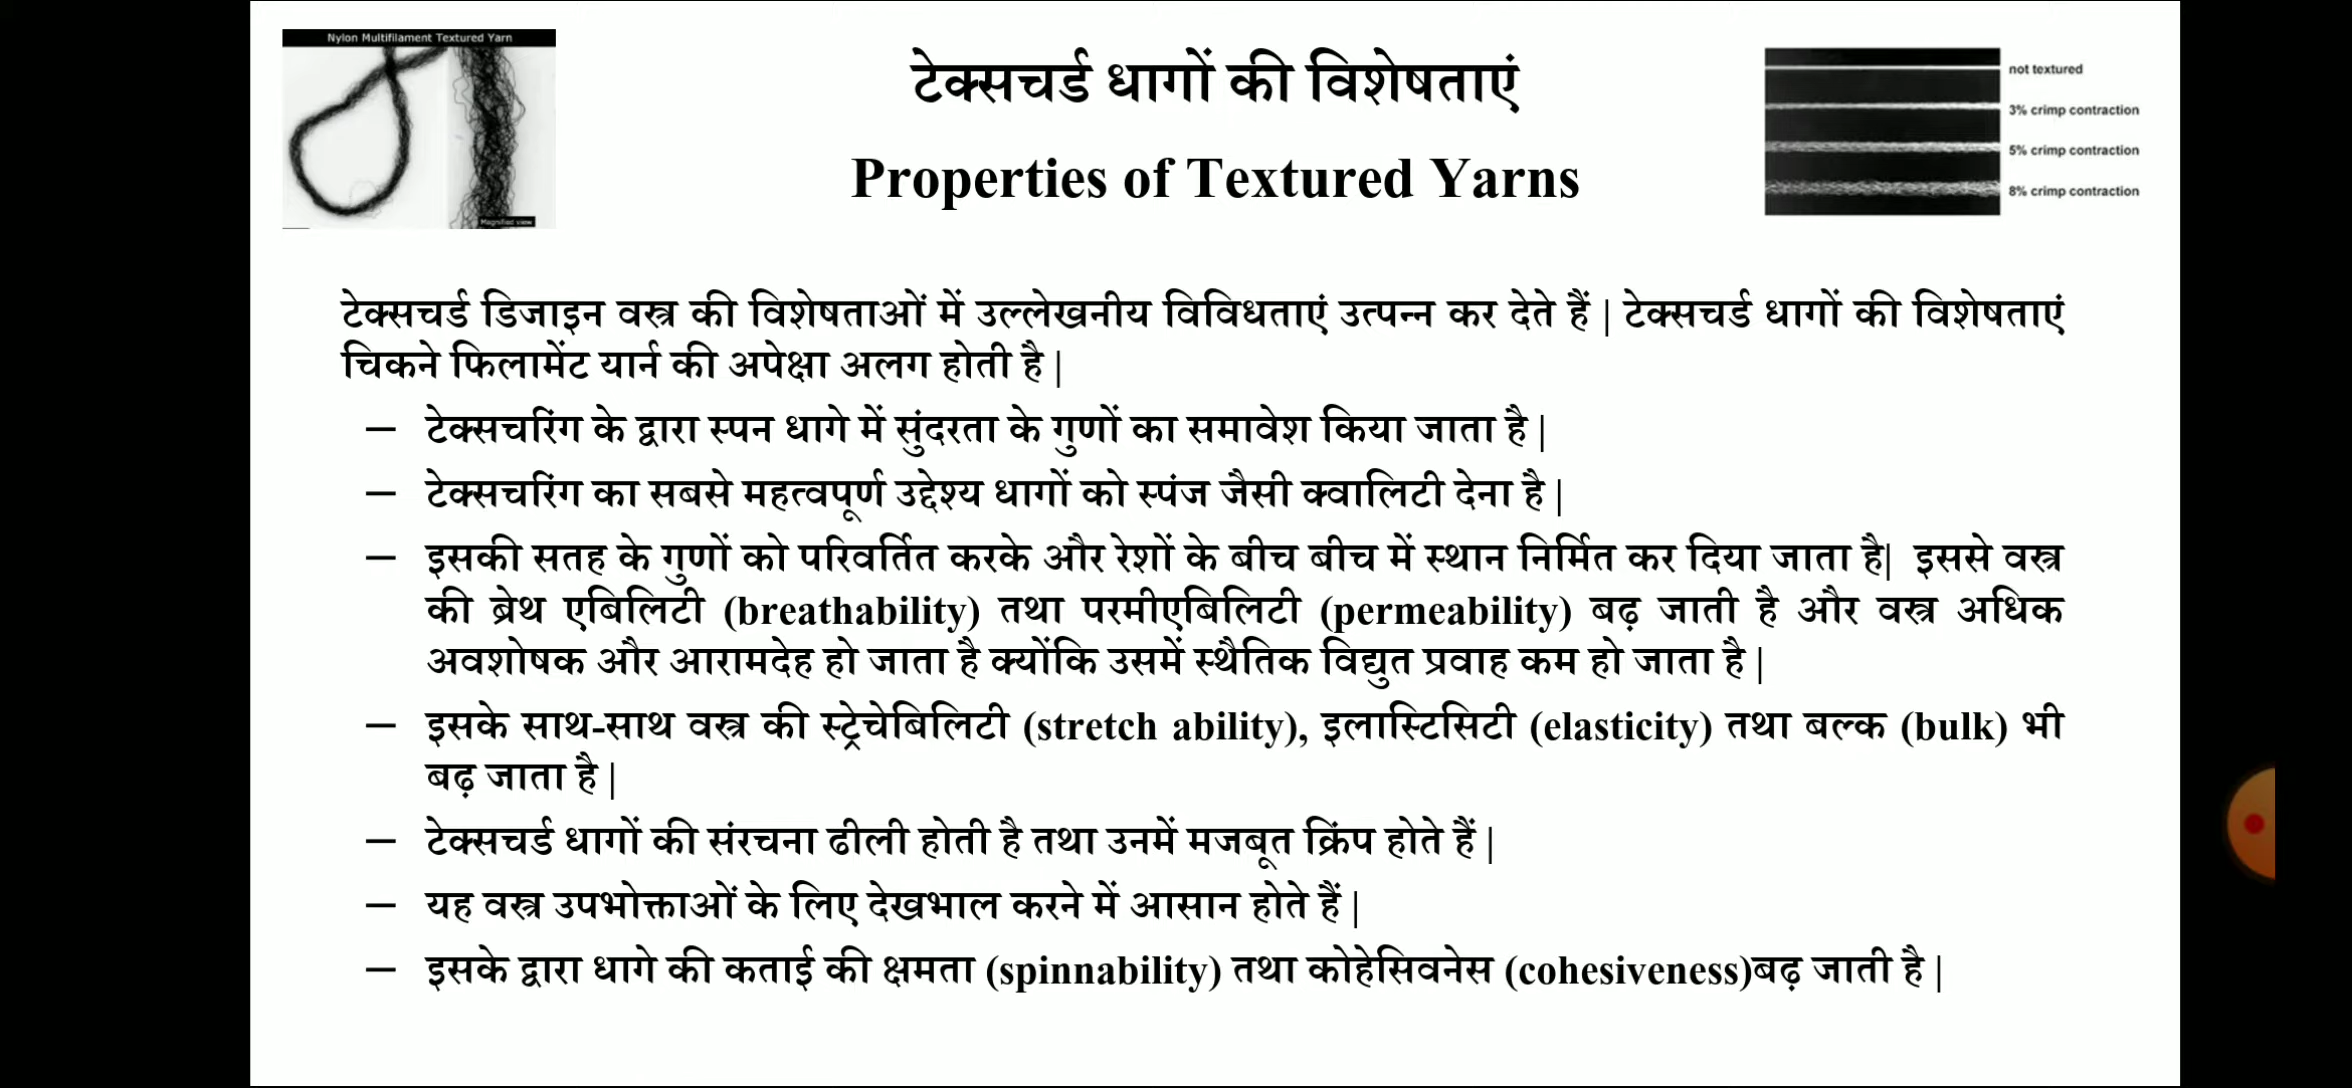 Nylon Multifilament Textured Yarn
Magnified view
टेक्सचर्ड धागों की विशेषताएं
Properties of Textured Yarns
not textured
3% crimp contraction
5% crimp contraction
8% crimp contraction
टेक्सचर्ड डिजाइन वस्त्र की विशेषताओं में उल्लेखनीय विविधताएं उत्पन्न कर देते हैं | टेक्सचर्ड धागों की विशेषताएं
चिकने फिलामेंट यार्न की अपेक्षा अलग होती है |
– टेक्सचरिंग के द्वारा स्पन धागे में सुंदरता के गुणों का समावेश किया जाता है |
– टेक्सचरिंग का सबसे महत्वपूर्ण उद्देश्य धागों को स्पंज जैसी क्वालिटी देना है |
– इसकी सतह के गुणों को परिवर्तित करके और रेशों के बीच बीच में स्थान निर्मित कर दिया जाता है| इससे वस्त्र
की ब्रेथ एबिलिटी (breathability) तथा परमीएबिलिटी (permeability) बढ़ जाती है और वस्त्र अधिक
अवशोषक और आरामदेह हो जाता है क्योंकि उसमें स्थैतिक विद्युत प्रवाह कम हो जाता है |
– इसके साथ-साथ वस्त्र की स्ट्रेचेबिलिटी (stretch ability), इलास्टिसिटी (elasticity) तथा बल्क (bulk) भी
बढ़ जाता है |
– टेक्सचर्ड धागों की संरचना ढीली होती है तथा उनमें मजबूत क्रिंप होते हैं |
– यह वस्त्र उपभोक्ताओं के लिए देखभाल करने में आसान होते हैं |
– इसके द्वारा धागे की कताई की क्षमता (spinnability) तथा कोहेसिवनेस (cohesiveness)बढ़ जाती है |